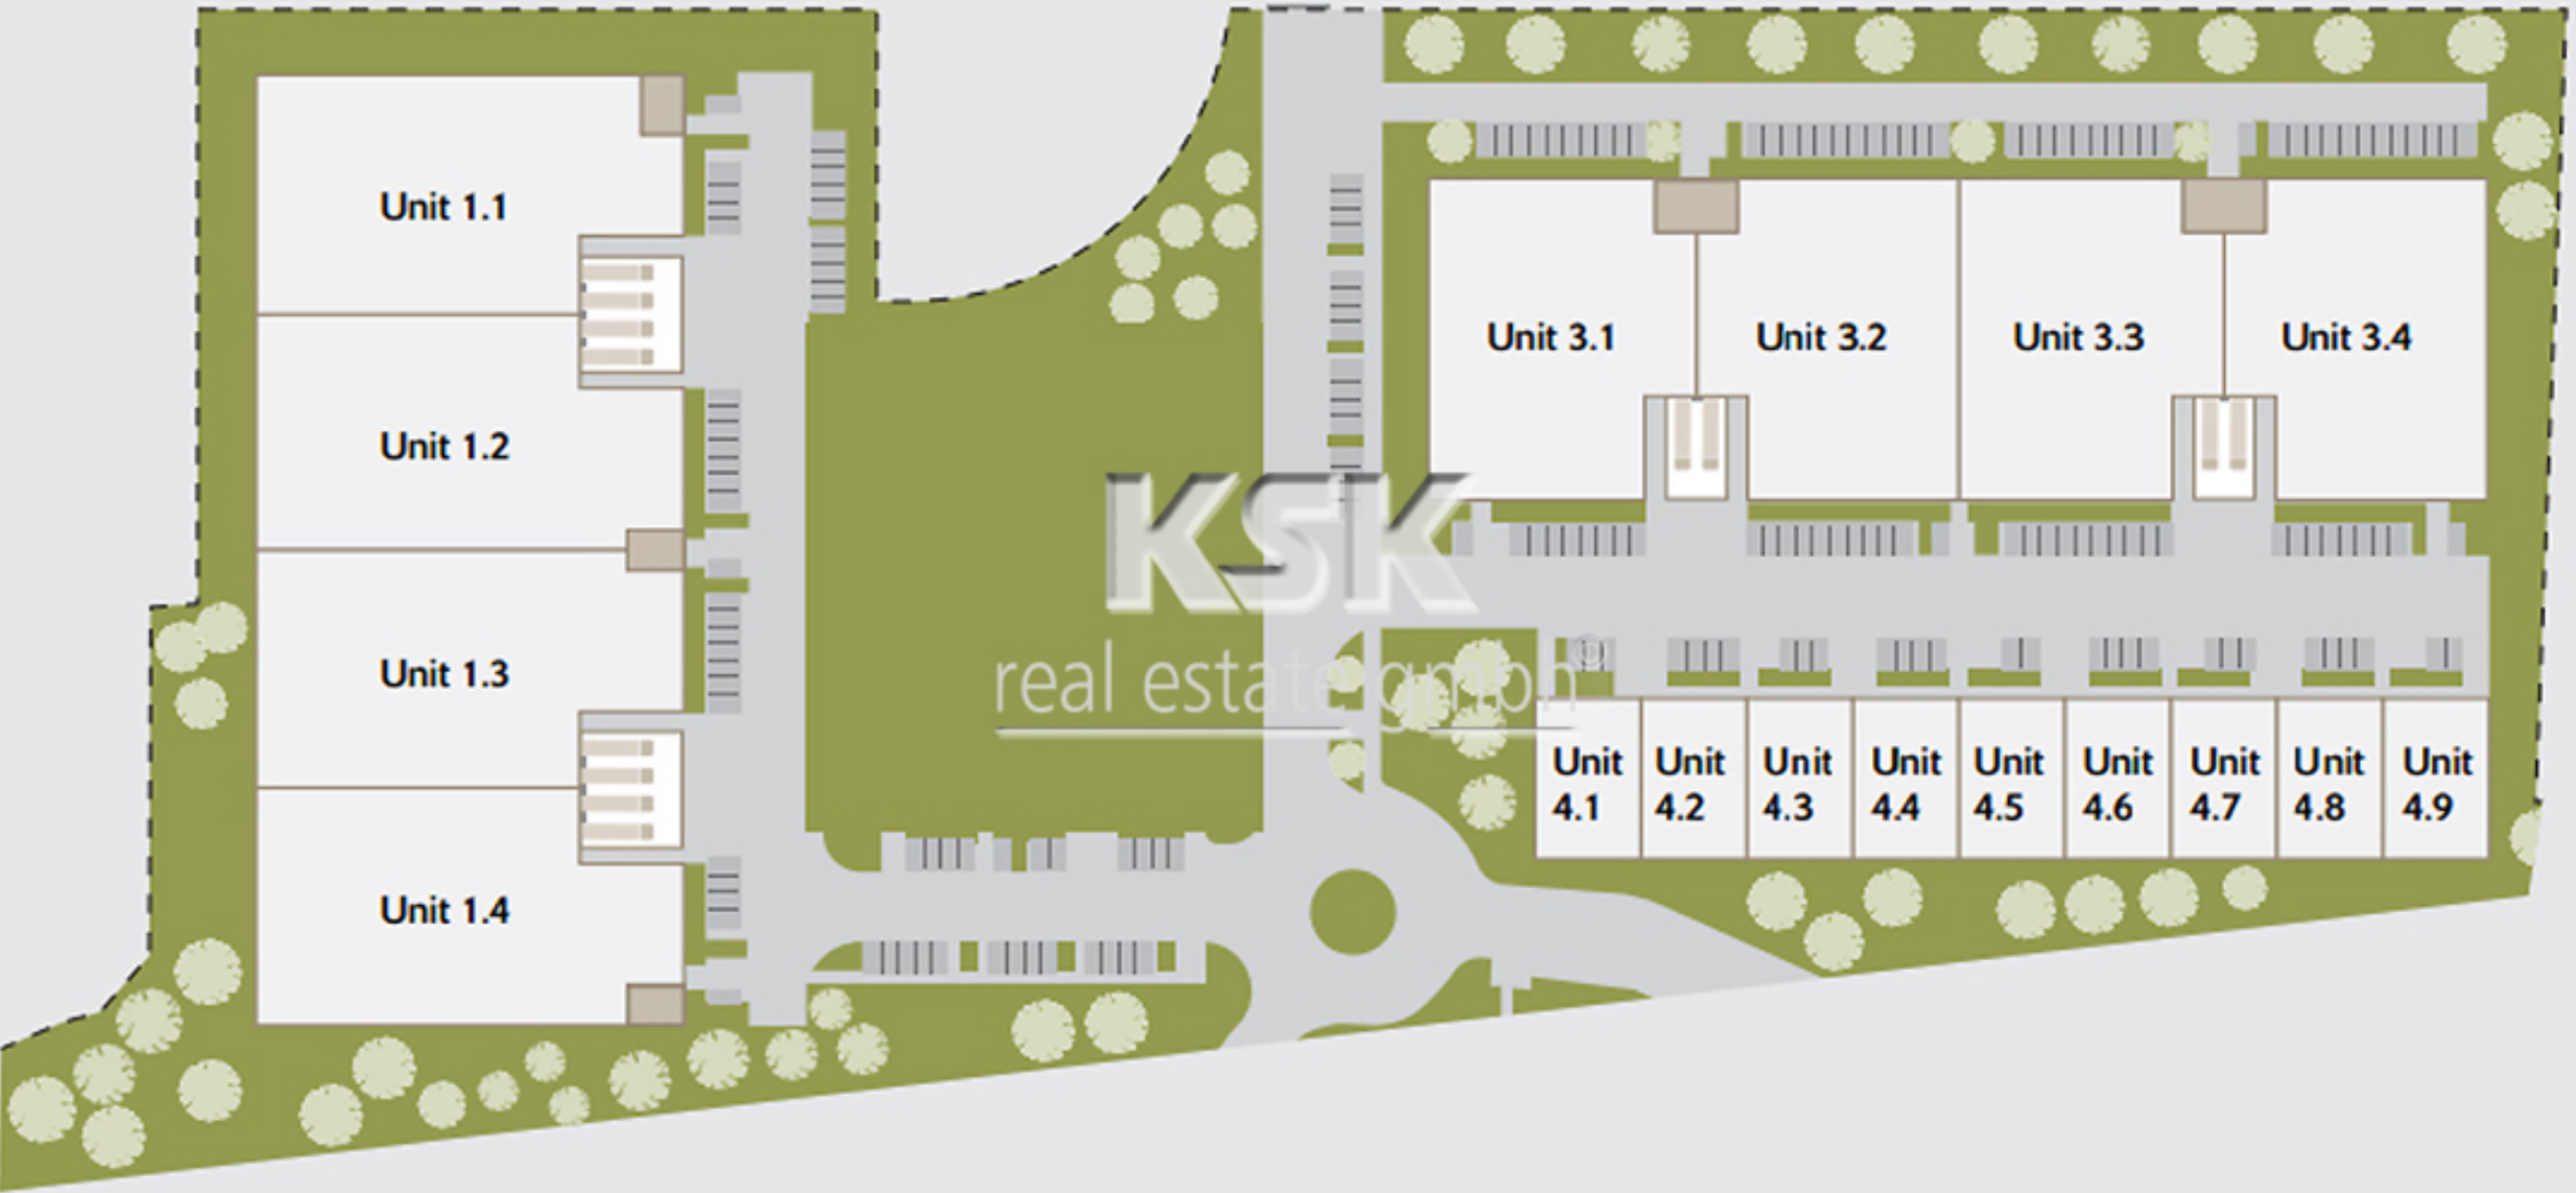 Unit 1.1
Unit 1.2
Unit 1.3
Unit 1.4
Unit 3.1
Unit 3.2
Unit 3.3
Unit 3.4
KSK
real estate gmbh
©
Unit
4.1
Unit
4.2
Unit
4.3
Unit
4.4
Unit
4.5
Unit
4.6
Unit
4.7
Unit
4.8
Unit
4.9